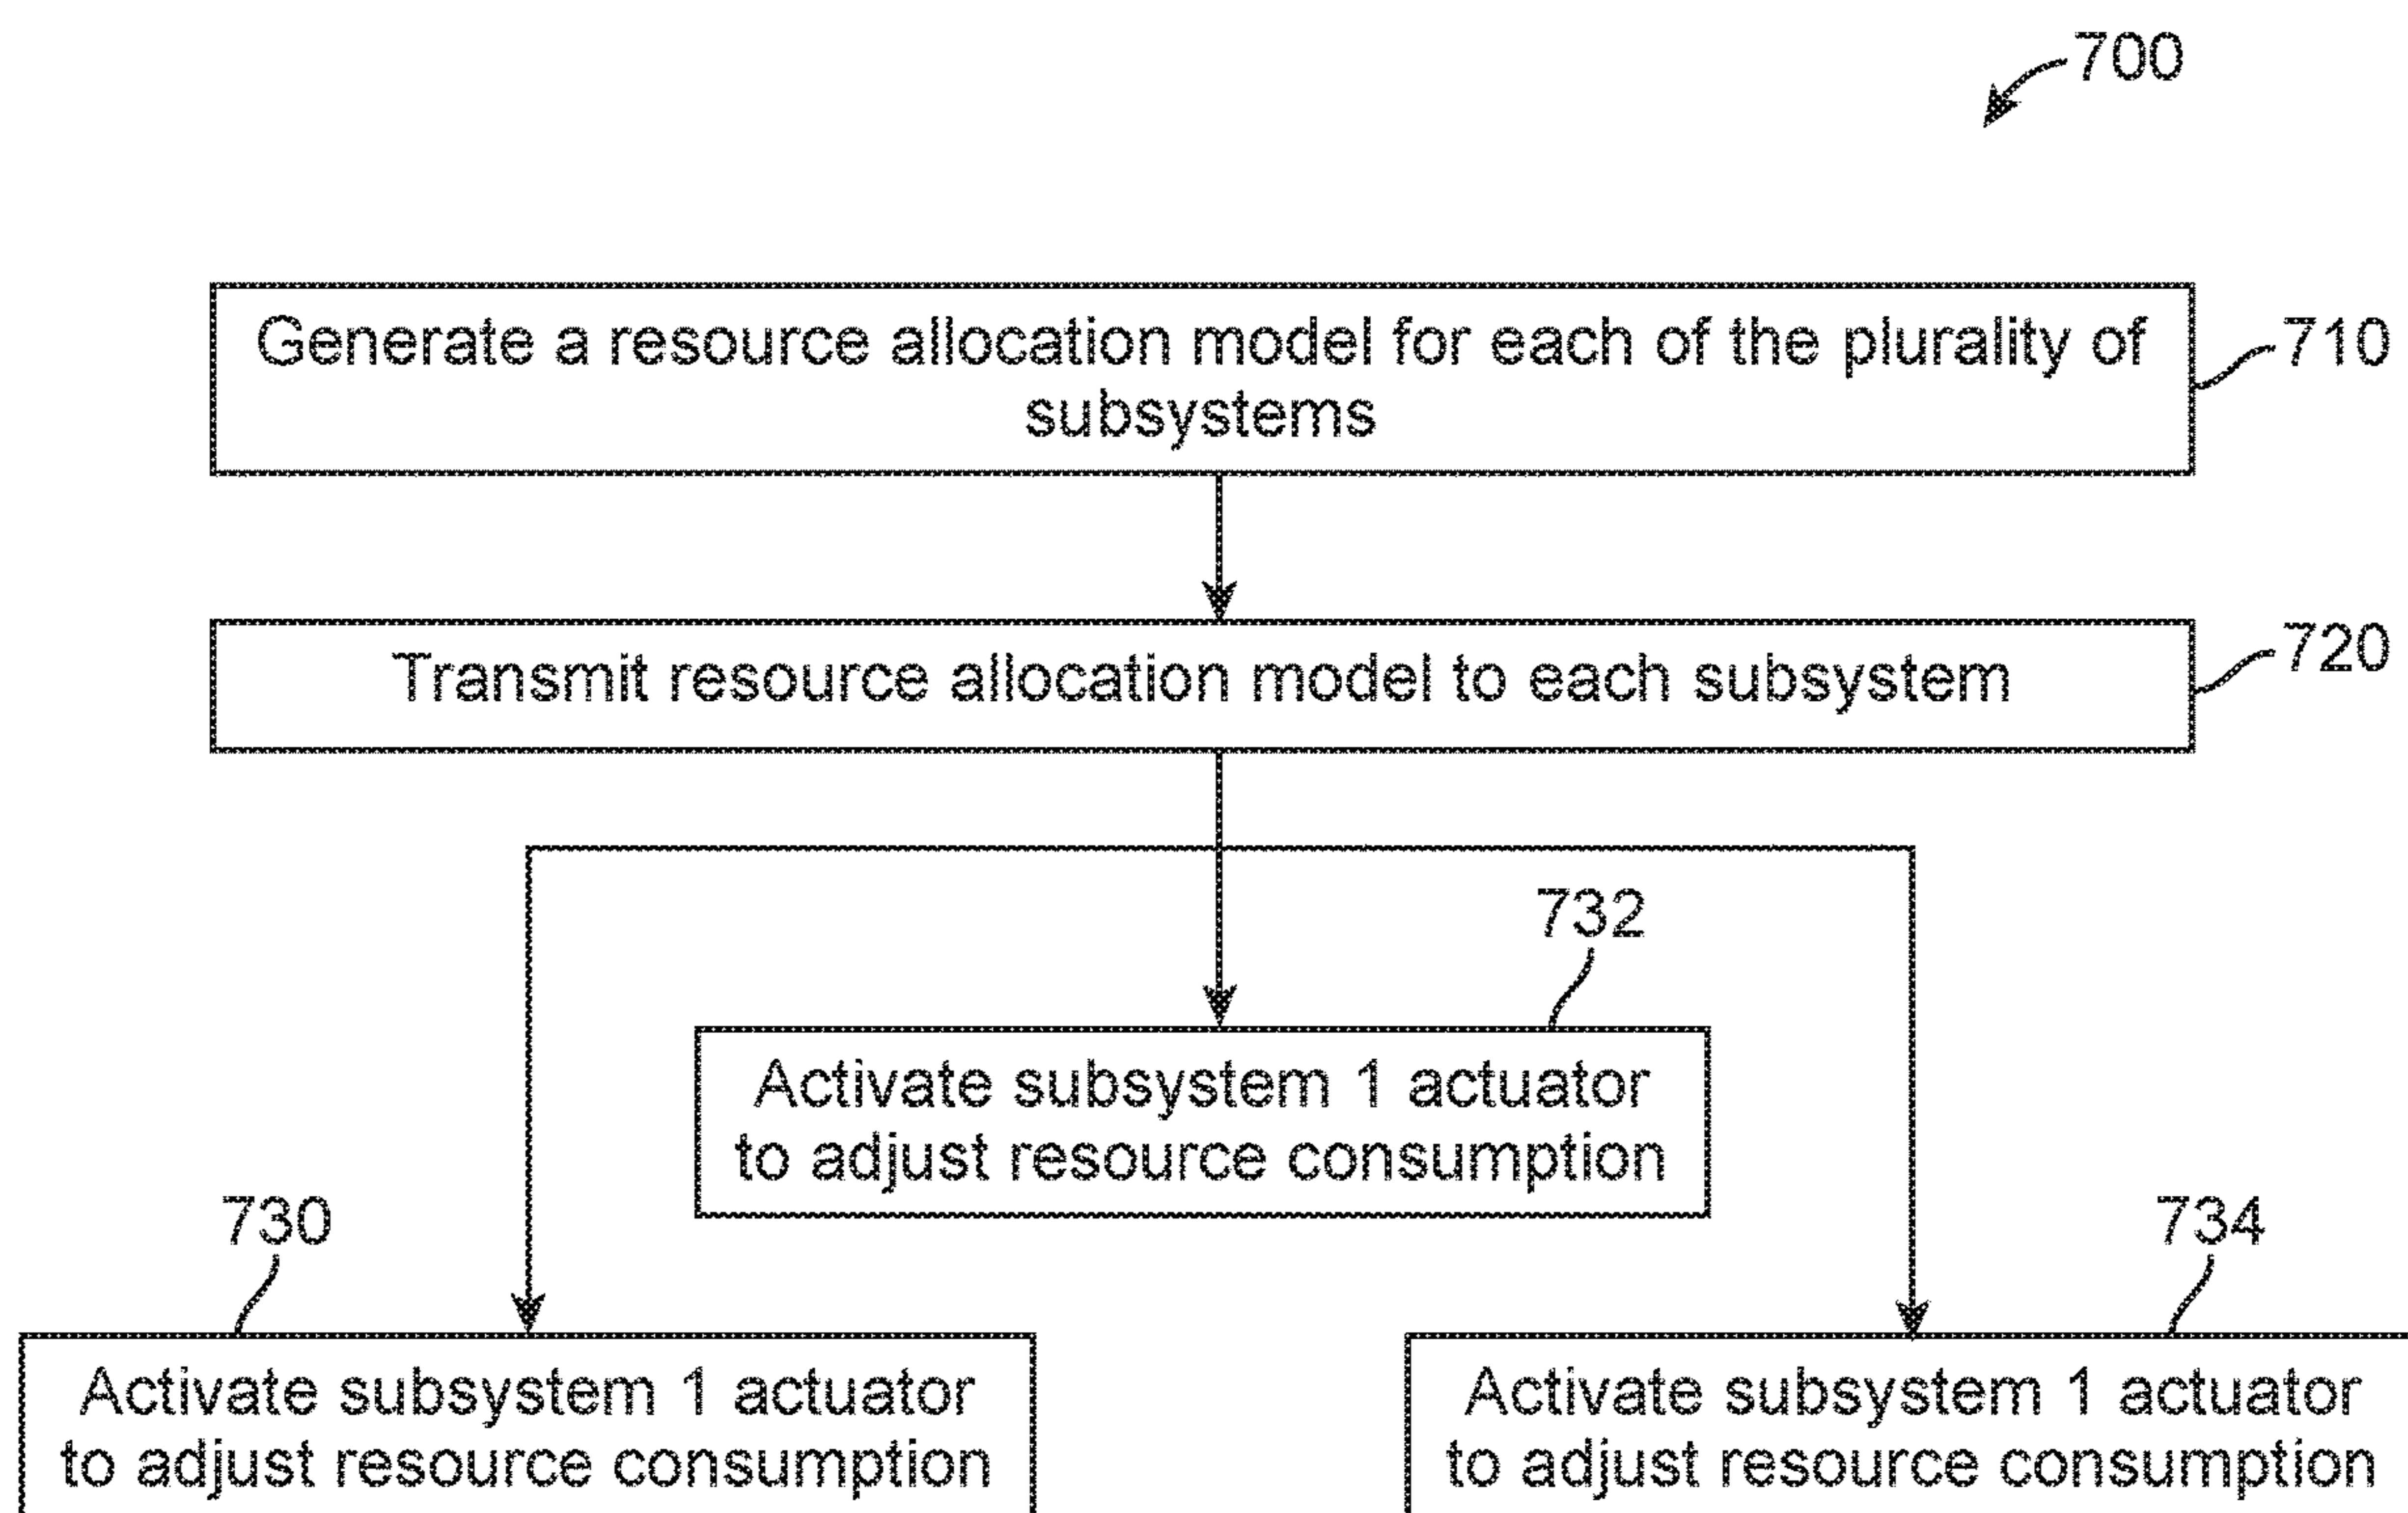 700
Generate a resource allocation model for each of the plurality of
subsystems
710
Transmit resource allocation model to each subsystem
720
732
Activate subsystem 1 actuator
to adjust resource consumption
730
Activate subsystem 1 actuator
to adjust resource consumption
734
Activate subsystem 1 actuator
to adjust resource consumption